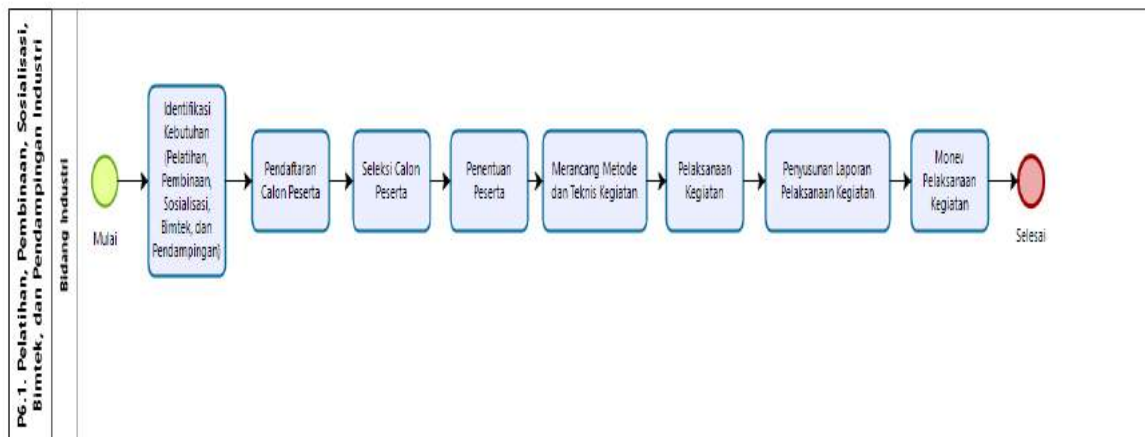 P6.1. Pelatihan, Pembinaan, Sosialisasi,
Bimtek, dan Pendampingan Industri
Bidang Industri
Mulai
Identifikasi
Kebutuhan
(Pelatihan,
Pembinaan,
Sosialisasi,
Bimtek, dan
Pendampingan)
Pendaftaran
Calon Peserta
Seleksi Calon
Peserta
Penentuan
Peserta
Merancang Metode
dan Teknis Kegiatan
Pelaksanaan
Kegiatan
Penyusunan Laporan
Pelaksanaan Kegiatan
Monev
Pelaksanaan
Kegiatan
Selesai